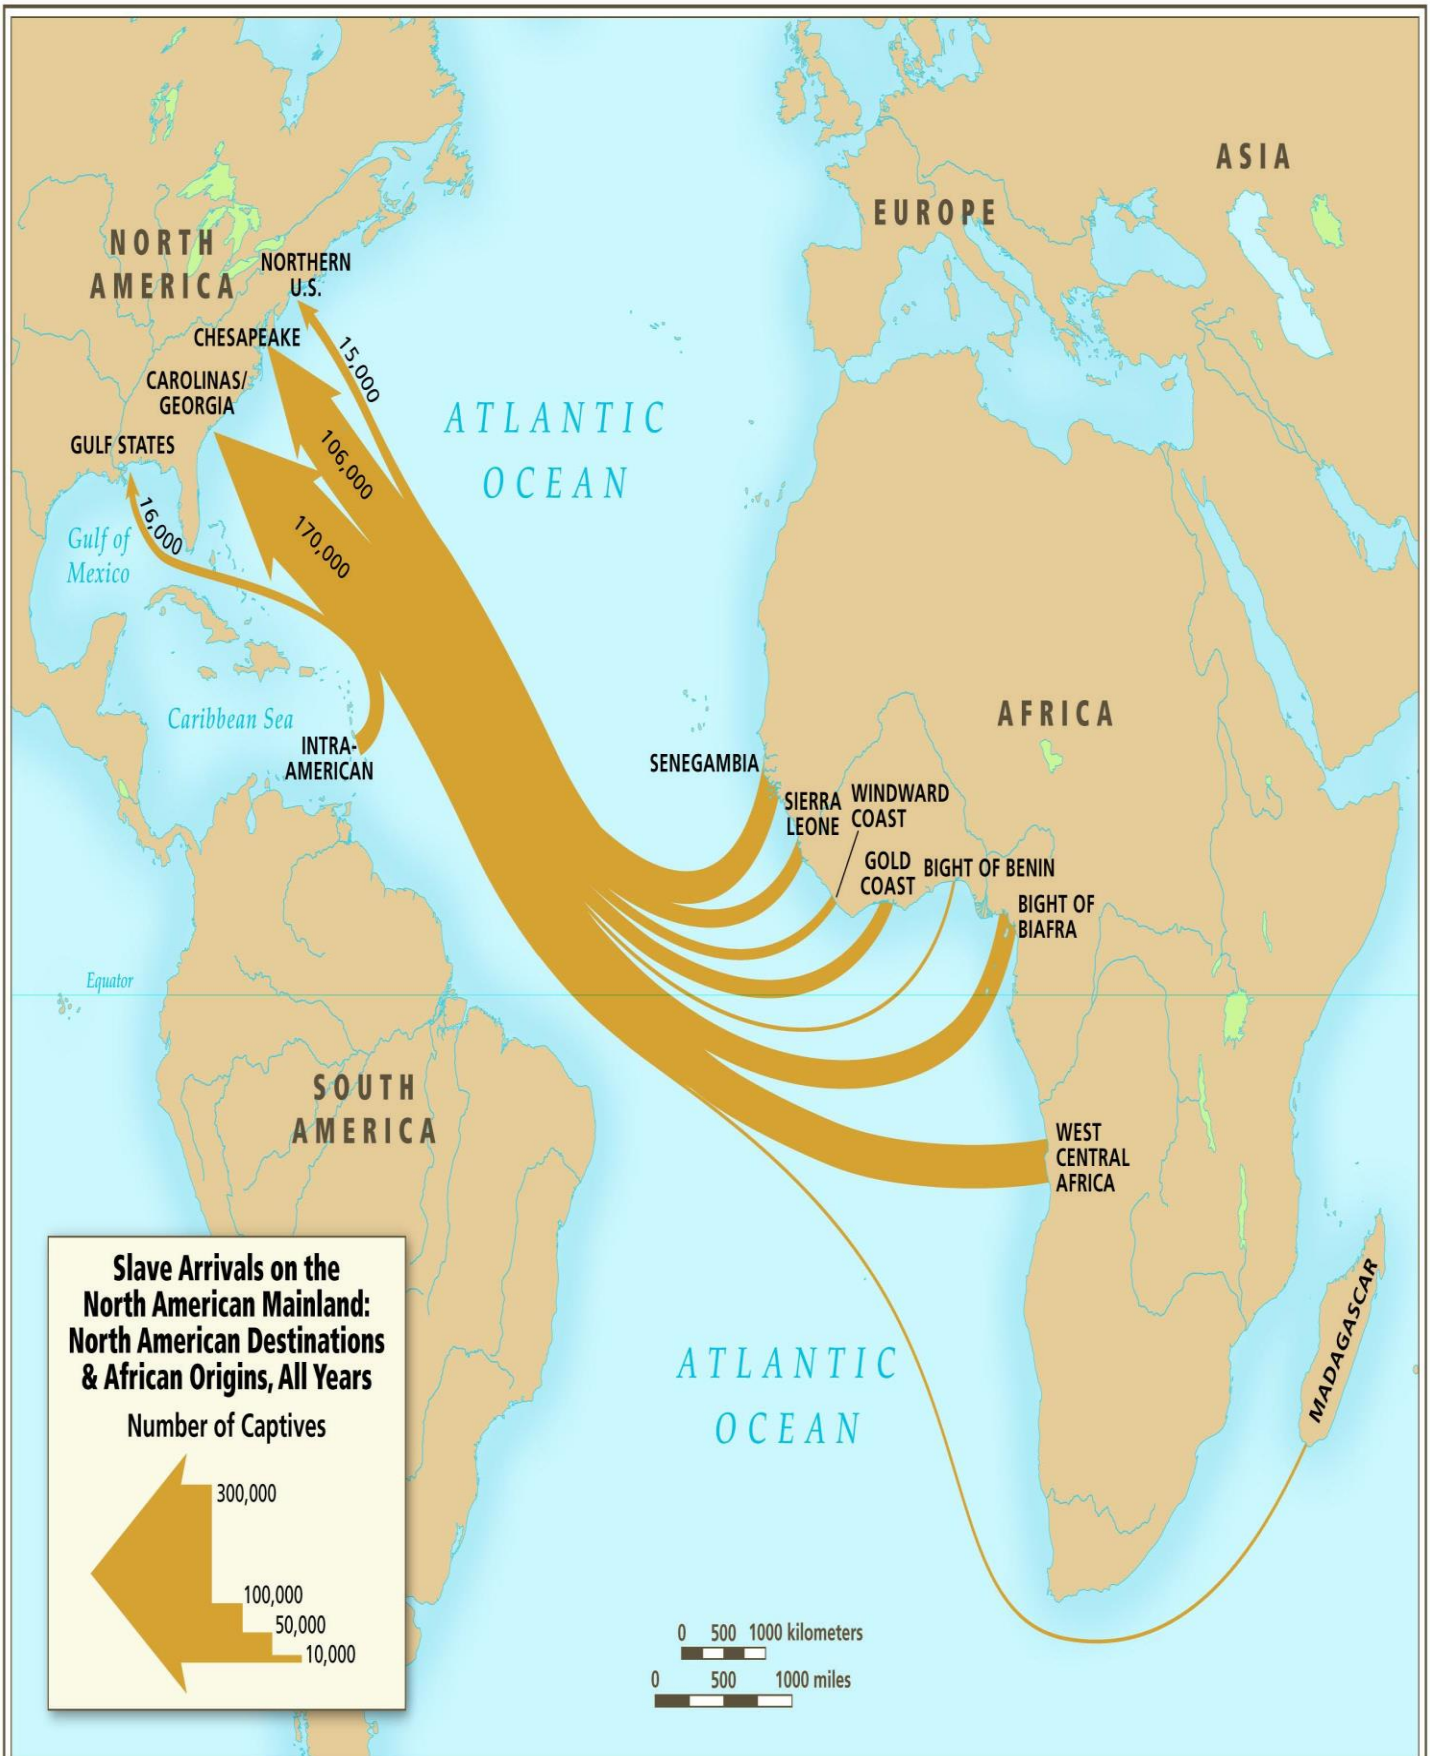 ASIA
EUROPE
NORTH
AMERICA
NORTHERN
U.S.
CHESAPEAKE
15,000
CAROLINAS/
GEORGIA
ATLANTIC
OCEAN
GULF STATES
106,000
16,000
170,000
Gulf of
Mexico
AFRICA
Caribbean Sea
INTRA-
AMERICAN
SENEGAMBIA
SIERRA
LEONE
WINDWARD
COAST
GOLD
COAST
BIGHT OF BENIN
BIGHT OF
BIAFRA
Equator
SOUTH
AMERICA
WEST
CENTRAL
AFRICA
MADAGASCAR
ATLANTIC
OCEAN
Slave Arrivals on the
North American Mainland:
North American Destinations
& African Origins, All Years
Number of Captives
300,000
100,000
50,000
10,000
0 500 1000 kilometers
0 500 1000 miles